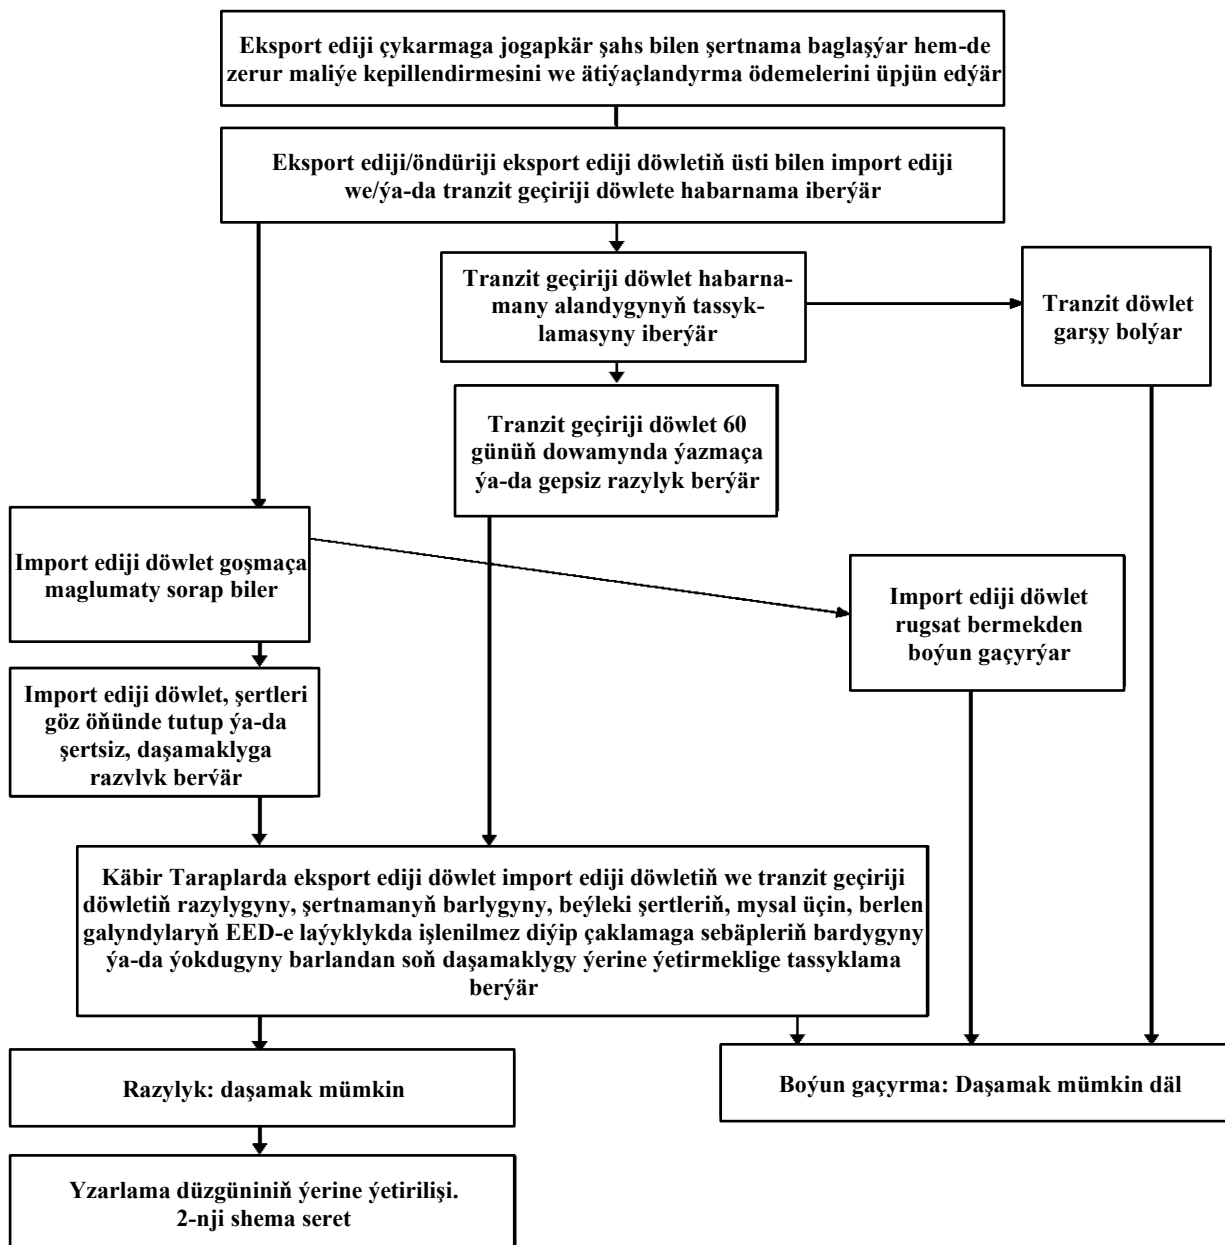 Eksport ediji çykarmaga jogapkär şahs bilen şertnama baglaşýar hem-de
zerur maliýe kepillendirmesini we ätiýaçlandyrma ödemelerini üpjün edýär
Eksport ediji/öndüriji eksport ediji döwletiň üsti bilen import ediji
we/ýa-da tranzit geçiriji döwlete habarnama iberýär
Tranzit geçiriji döwlet habarna-
many alandygynyň tassyk-
lamasyny iberýär
Tranzit döwlet
garşy bolýar
Tranzit geçiriji döwlet 60
günüň dowamynda ýazmaça
ýa-da gepsiz razylyk berýär
Import ediji döwlet goşmaça
maglumaty sorap biler
Import ediji döwlet
rugsat bermekden
boýun gaçyrýar
Import ediji döwlet, şertleri
göz öňünde tutup ýa-da
şertsiz, daşamaklyga
razylyk berýär
Käbir Taraplarda eksport ediji döwlet import ediji döwletiň we tranzit geçiriji
döwletiň razylygyny, şertnamanyň barlygyny, beýleki şertleriň, mysal üçin, berlen
galyndylaryň EED-e laýyklykda işlenilmez diýip çaklamaga sebäpleriň bardygyny
ýa-da ýokdugyny barlandan soň daşamaklygy ýerine ýetirmeklige tassyklama
berýär
Razylyk: daşamak mümkin
Boýun gaçyrma: Daşamak mümkin däl
Yzarlama düzgüniniň ýerine ýetirilişi.
2-nji shema seret